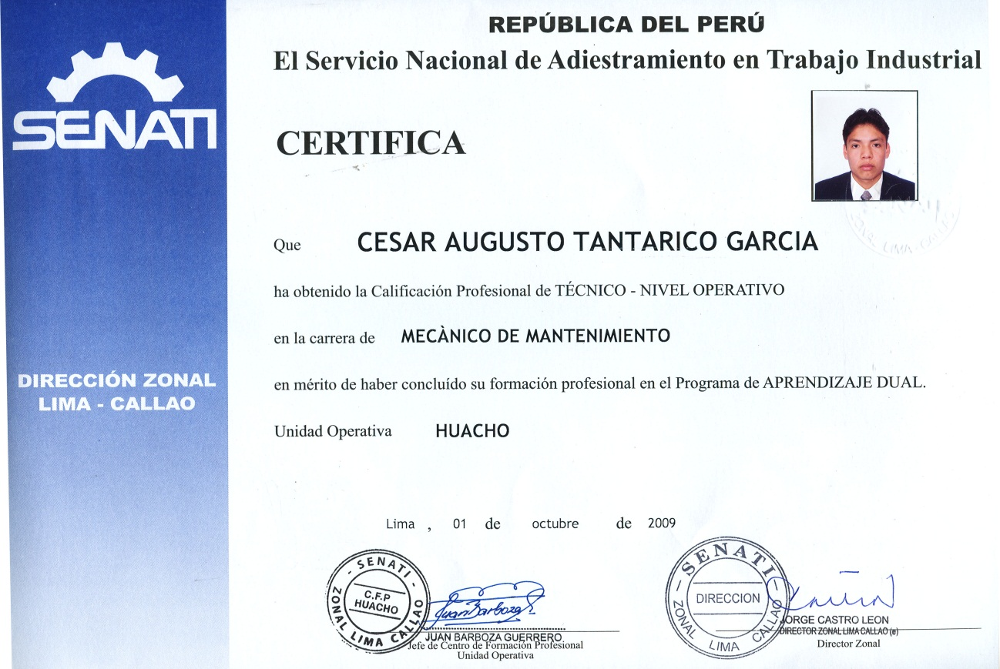 REPÚBLICA DEL PERÚ
El Servicio Nacional de Adiestramiento en Trabajo Industrial
SENATI
CERTIFICA
Que CESAR AUGUSTO TANTARICO GARCIA
ha obtenido la Calificación Profesional de TÉCNICO - NIVEL OPERATIVO
en la carrera de MECÀNICO DE MANTENIMIENTO
en mérito de haber concluído su formación profesional en el Programa de APRENDIZAJE DUAL.
DIRECCIÓN ZONAL
LIMA - CALLAO
Unidad Operativa HUACHO
Lima , 01 de octubre de 2009
- SENATI -
C.F.P
HUACHO
ZONAL LIMA CALLAO
Juan Barboza G
JUAN BARBOZA GUERRERO
Jefe de Centro de Formación Profesional
Unidad Operativa
- SENATI -
DIRECCION
ZONAL LIMA CALLAO
JORGE CASTRO LEON
DIRECTOR ZONAL LIMA CALLAO (e)
Director Zonal